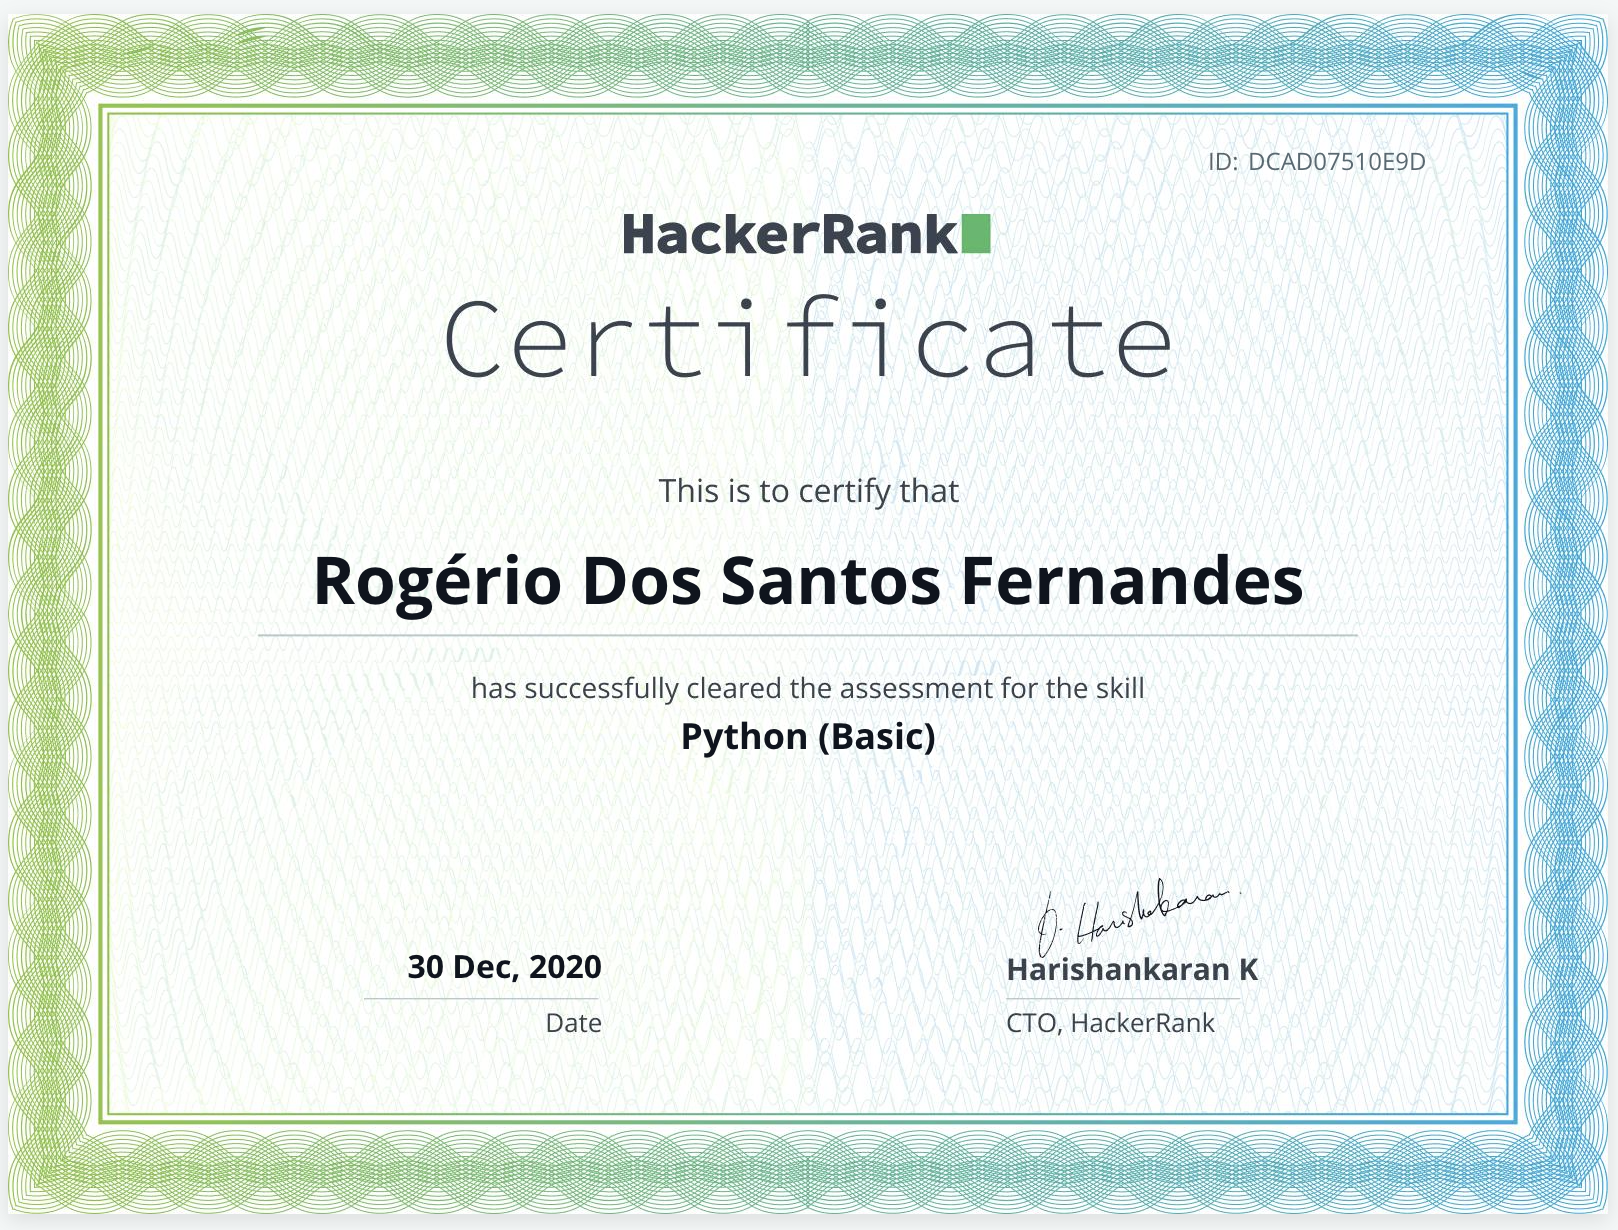 ID: DCAD07510E9D
HackerRank
Certificate
This is to certify that
Rogério Dos Santos Fernandes
has successfully cleared the assessment for the skill
Python (Basic)
30 Dec, 2020
Date
Harishankaran K
CTO, HackerRank